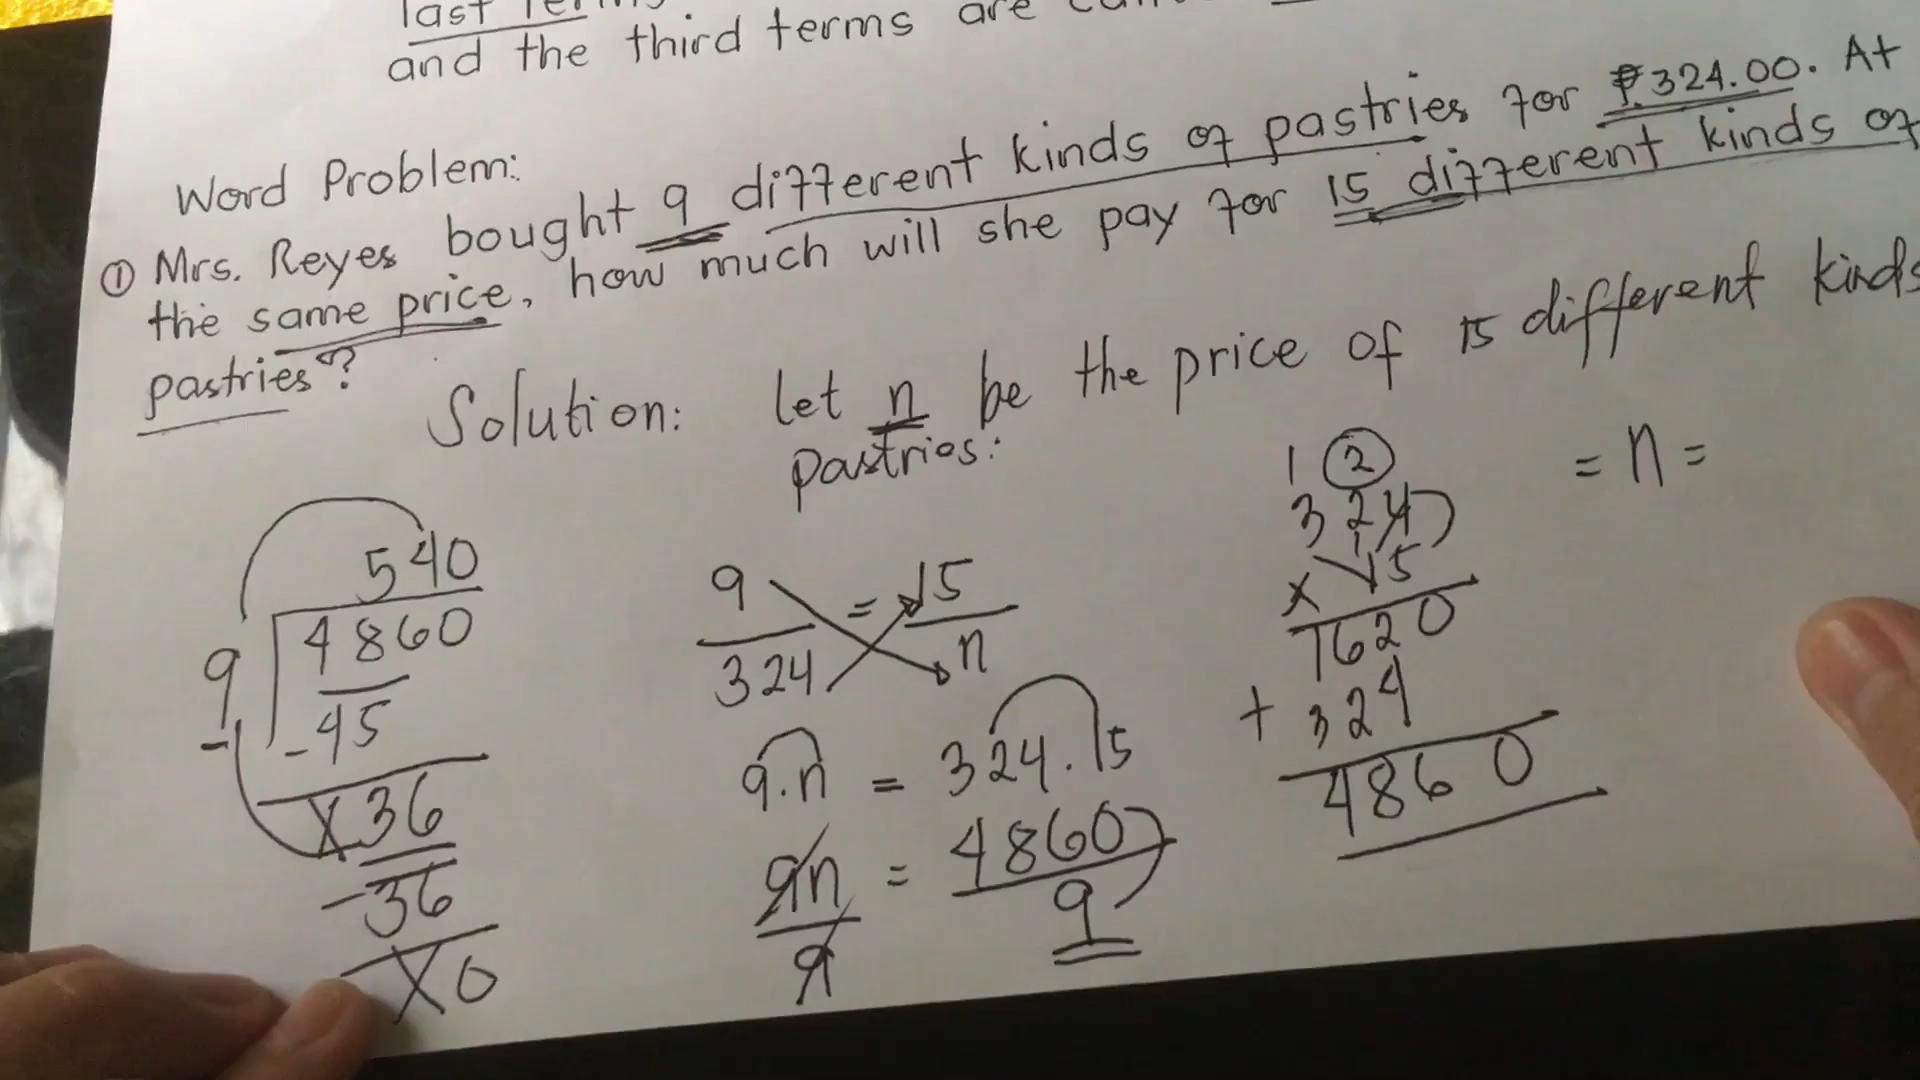 last
and the third terms are
Word Problem:
① Mrs. Reyes bought 9 different kinds of pastries for ₱324.00. At
the same price, how much will she pay for 15 different kinds of
pastries?
Solution: let n be the price of 15 different kinds
pastries:
540
9 4860
-45
x36
-36
x0
9 = 15
324 n
9.n = 324.15
9n = 4860
9 9
1 2
324
x 15
1620
+ 324
4860
= n =